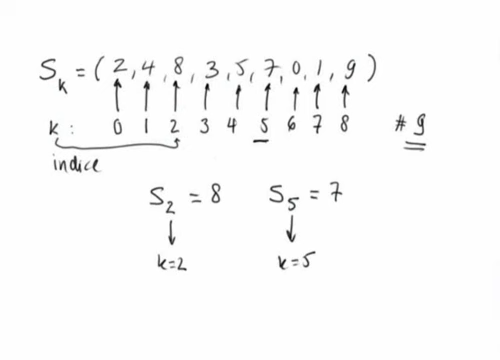 S_k = (2, 4, 8, 3, 5, 7, 0, 1, 9)
k: 0 1 2 3 4 5 6 7 8 # 9
indice
S_2 = 8 S_5 = 7
k=2 k=5